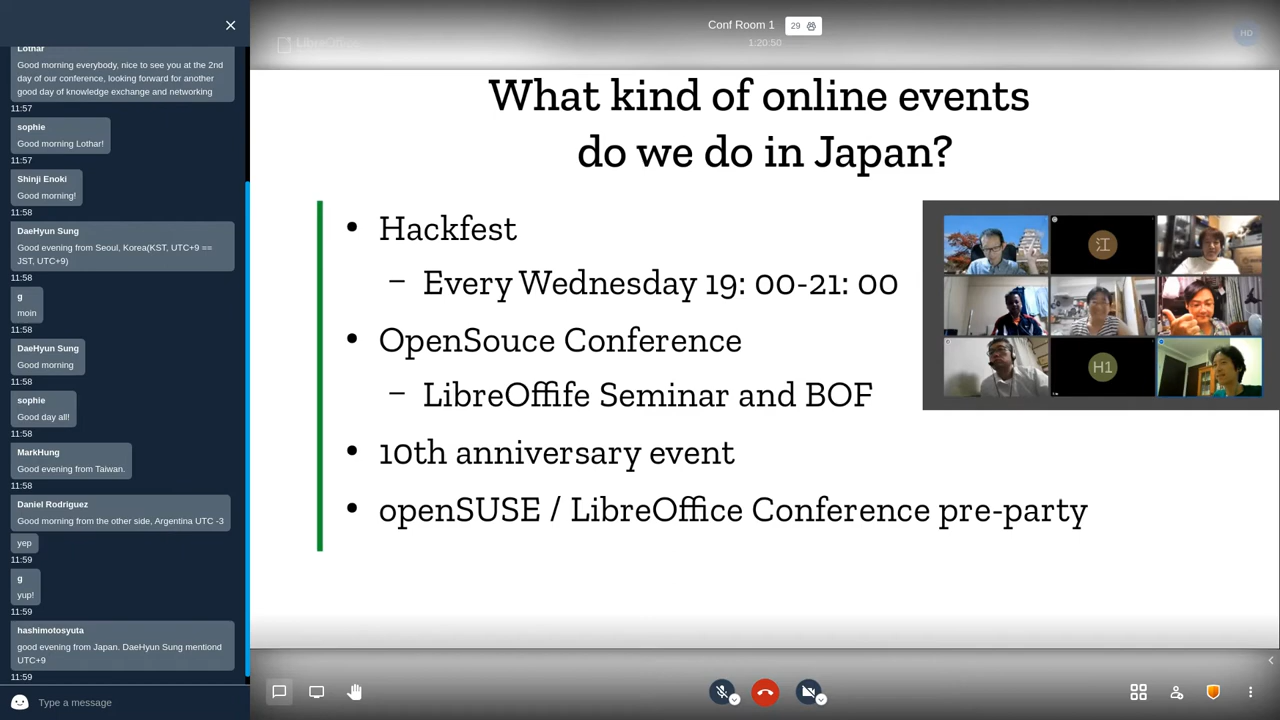 Lothar
Good morning everybody, nice to see you at the 2nd
day of our conference, looking forward for another
good day of knowledge exchange and networking
11:57
sophie
Good morning Lothar!
11:57
Shinji Enoki
Good morning!
11:58
DaeHyun Sung
Good evening from Seoul, Korea(KST, UTC+9 ==
JST, UTC+9)
11:58
g
moin
11:58
DaeHyun Sung
Good morning
11:58
sophie
Good day all!
11:58
MarkHung
Good evening from Taiwan.
11:58
Daniel Rodriguez
Good morning from the other side, Argentina UTC -3
yep
11:59
g
yup!
11:59
hashimotosyuta
good evening from Japan. DaeHyun Sung mentiond
UTC+9
11:59
Type a message
Conf Room 1
29
1:20:50
HD
LibreOffice
What kind of online events
do we do in Japan?
• Hackfest
– Every Wednesday 19: 00-21: 00
• OpenSouce Conference
– LibreOffife Seminar and BOF
• 10th anniversary event
• openSUSE / LibreOffice Conference pre-party
江
H1